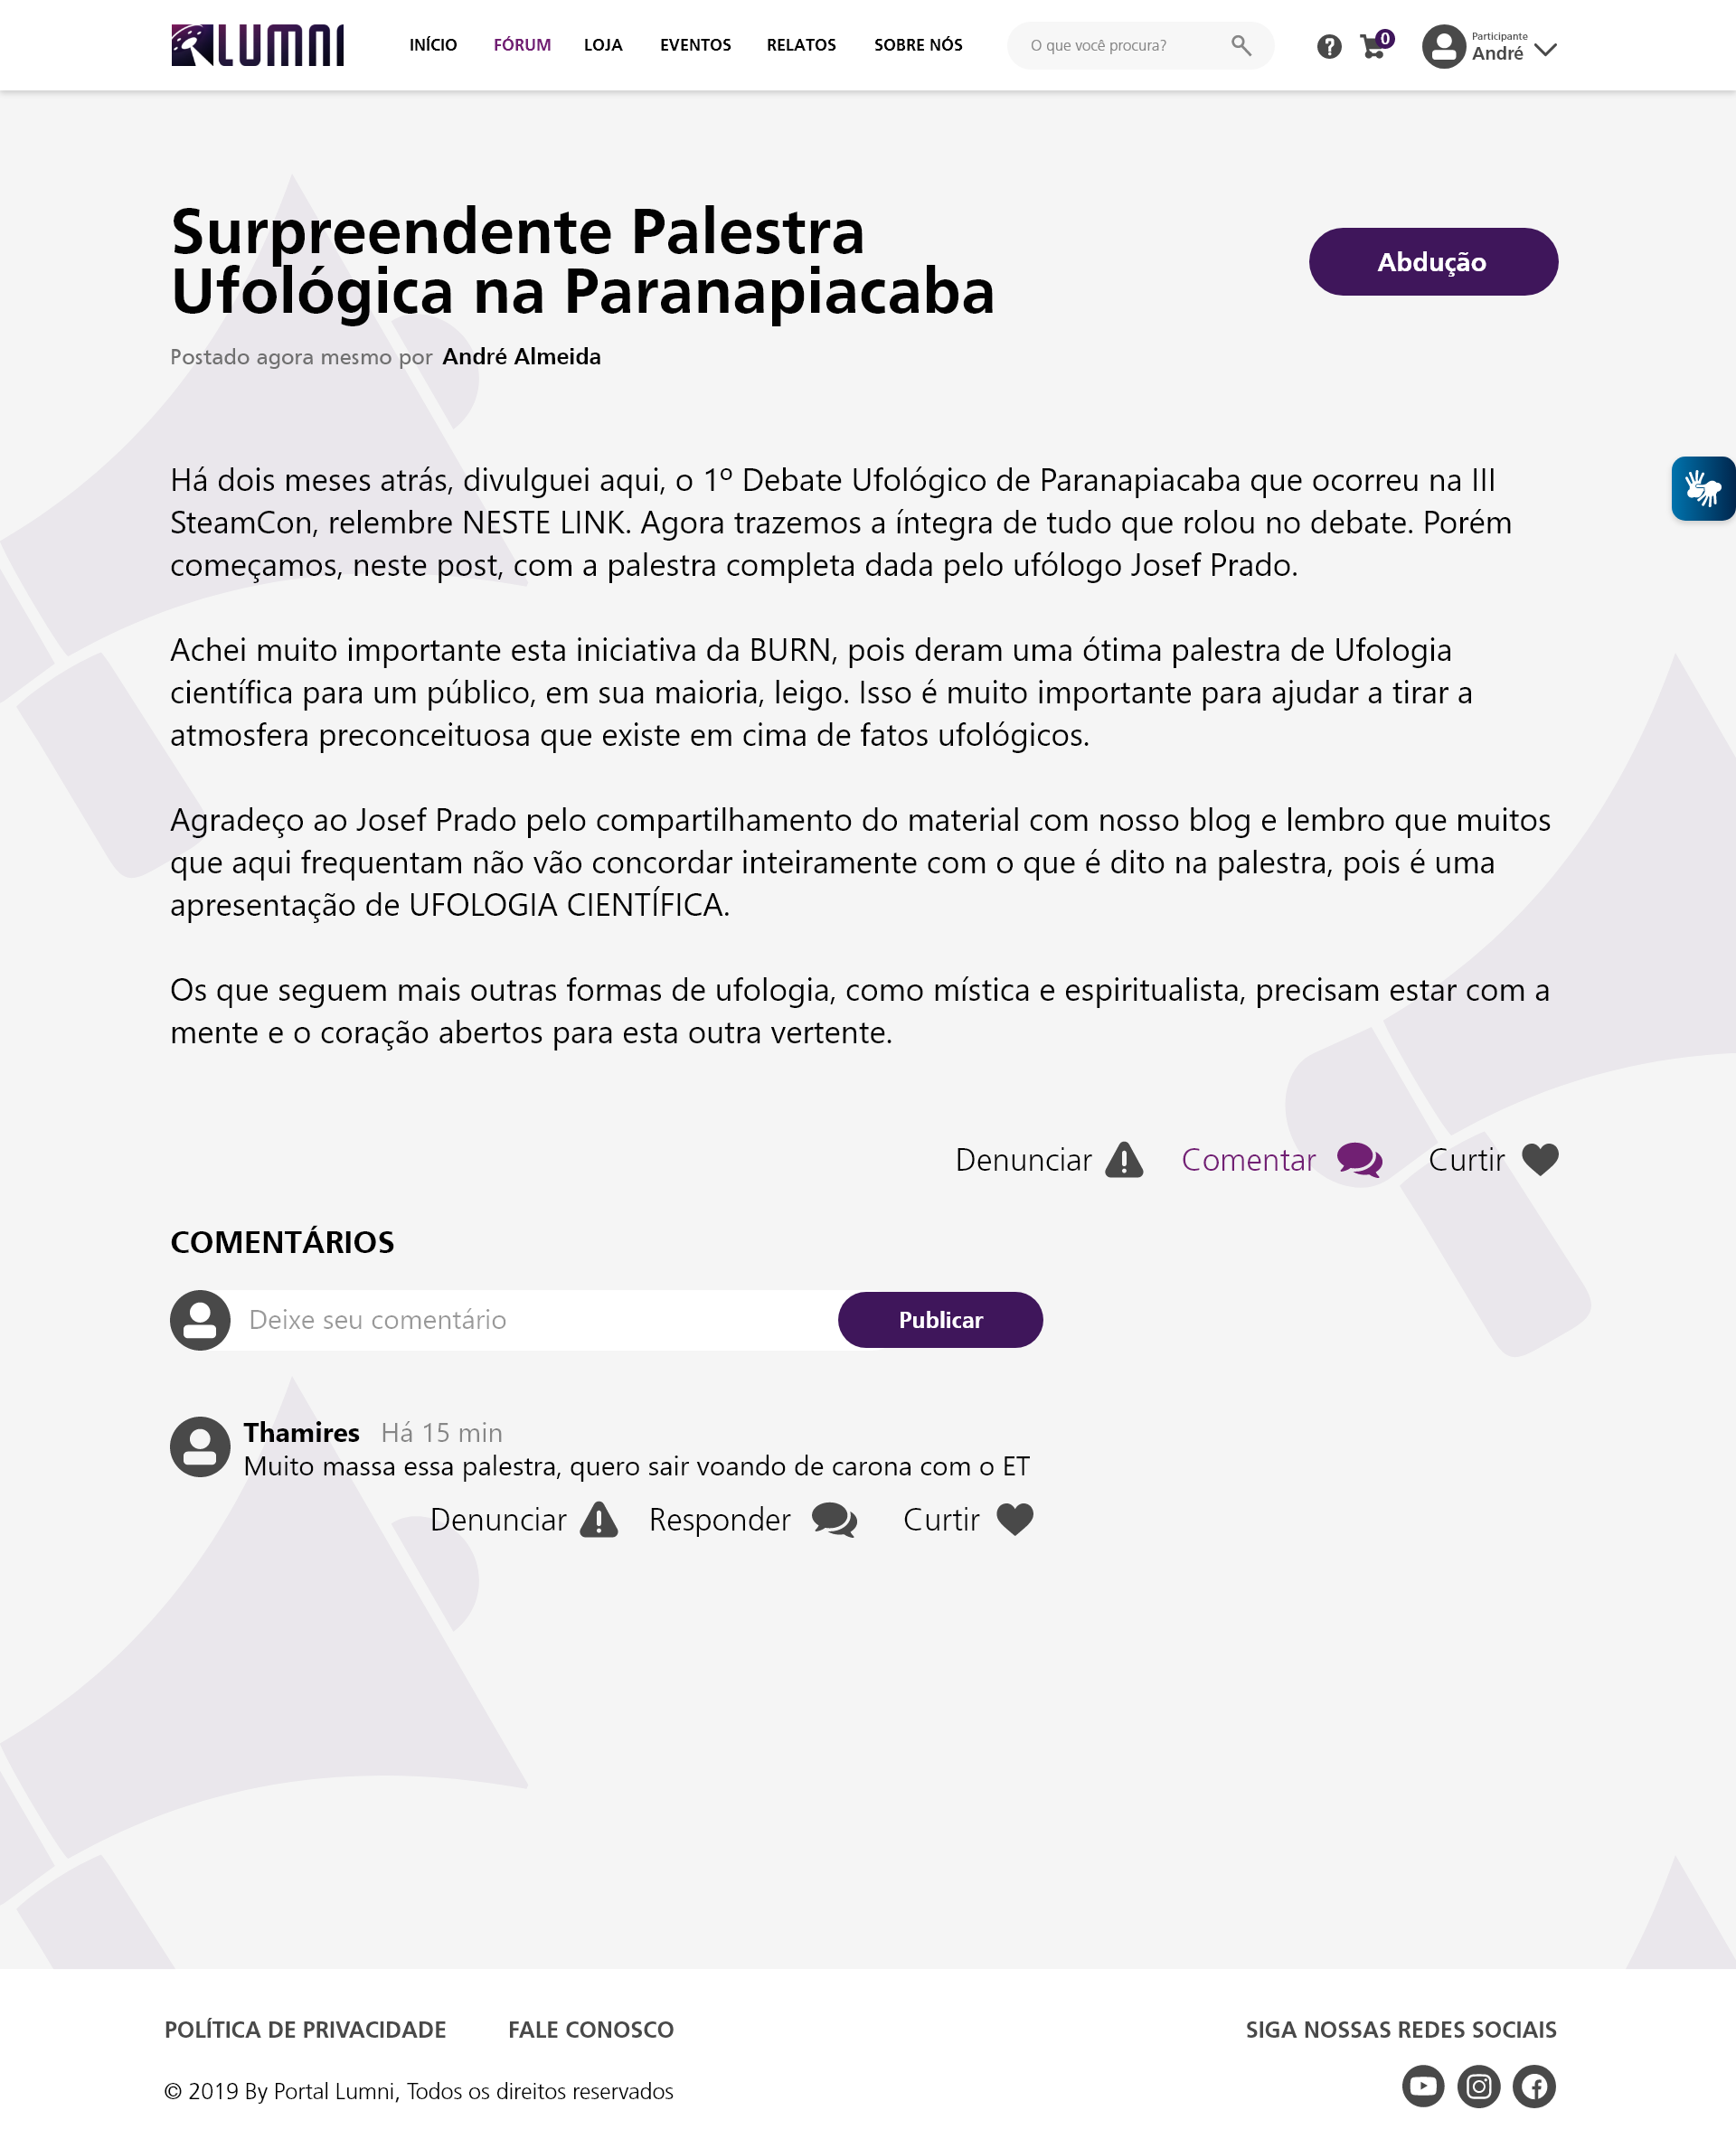 LUMNI
INÍCIO FÓRUM LOJA EVENTOS RELATOS SOBRE NÓS
O que você procura?
0
Participante
André
Surpreendente Palestra
Ufológica na Paranapiacaba
Abdução
Postado agora mesmo por André Almeida
Há dois meses atrás, divulguei aqui, o 1º Debate Ufológico de Paranapiacaba que ocorreu na III
SteamCon, relembre NESTE LINK. Agora trazemos a íntegra de tudo que rolou no debate. Porém
começamos, neste post, com a palestra completa dada pelo ufólogo Josef Prado.
Achei muito importante esta iniciativa da BURN, pois deram uma ótima palestra de Ufologia
científica para um público, em sua maioria, leigo. Isso é muito importante para ajudar a tirar a
atmosfera preconceituosa que existe em cima de fatos ufológicos.
Agradeço ao Josef Prado pelo compartilhamento do material com nosso blog e lembro que muitos
que aqui frequentam não vão concordar inteiramente com o que é dito na palestra, pois é uma
apresentação de UFOLOGIA CIENTÍFICA.
Os que seguem mais outras formas de ufologia, como mística e espiritualista, precisam estar com a
mente e o coração abertos para esta outra vertente.
Denunciar Comentar Curtir
COMENTÁRIOS
Deixe seu comentário
Publicar
Thamires Há 15 min
Muito massa essa palestra, quero sair voando de carona com o ET
Denunciar Responder Curtir
POLÍTICA DE PRIVACIDADE FALE CONOSCO SIGA NOSSAS REDES SOCIAIS
© 2019 By Portal Lumni, Todos os direitos reservados